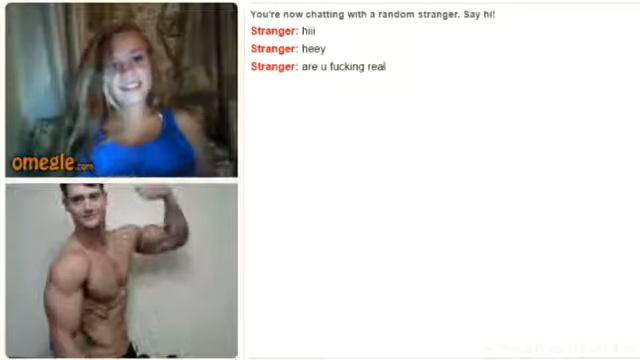 You're now chatting with a random stranger. Say hi!
Stranger: hiii
Stranger: heey
Stranger: are u fucking real
omegle.com